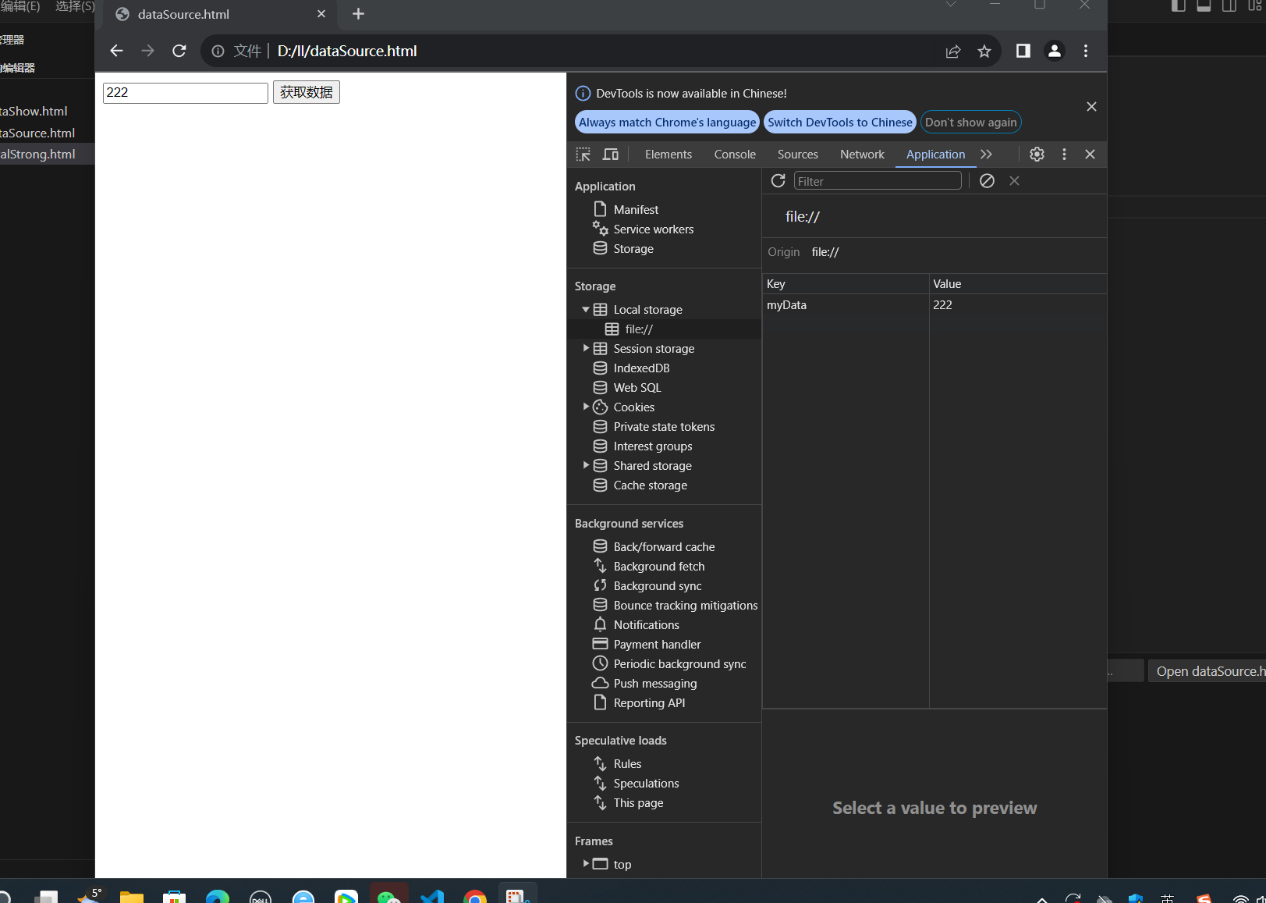 编辑(E) 选择(S)
dataSource.html
管理器
文件 D:/ll/dataSource.html
编辑器
222 获取数据
DevTools is now available in Chinese!
Always match Chrome's language Switch DevTools to Chinese Don't show again
taShow.html
taSource.html
alStrong.html
Elements Console Sources Network Application
Application
Manifest
Service workers
Storage
Storage
Local storage
file://
Session storage
IndexedDB
Web SQL
Cookies
Private state tokens
Interest groups
Shared storage
Cache storage
Background services
Back/forward cache
Background fetch
Background sync
Bounce tracking mitigations
Notifications
Payment handler
Periodic background sync
Push messaging
Reporting API
Speculative loads
Rules
Speculations
This page
Frames
top
Filter
file://
Origin file://
Key Value
myData 222
Select a value to preview
... Open dataSource.h
5°
DELL
英